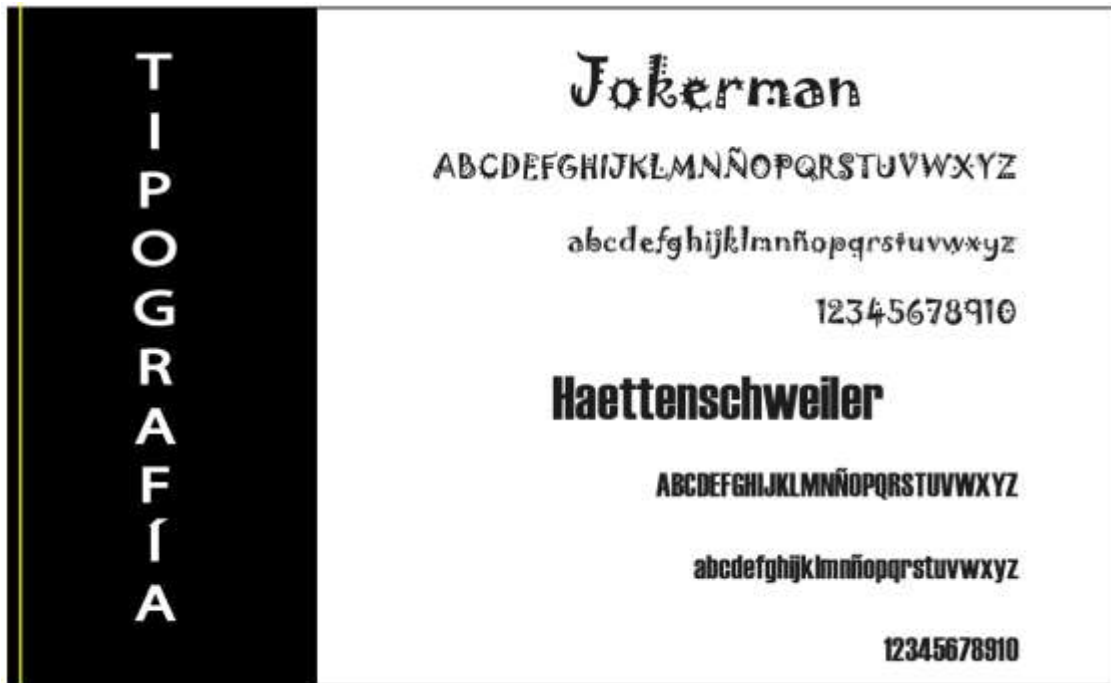 TIPOGRAFÍA
Jokerman
ABCDEFGHIJKLMNÑOPQRSTUVWXYZ
abcdefghijklmnñopqrstuvwxyz
12345678910
Haettenschweiler
ABCDEFGHIJKLMNÑOPQRSTUVWXYZ
abcdefghijklmnñopqrstuvwxyz
12345678910